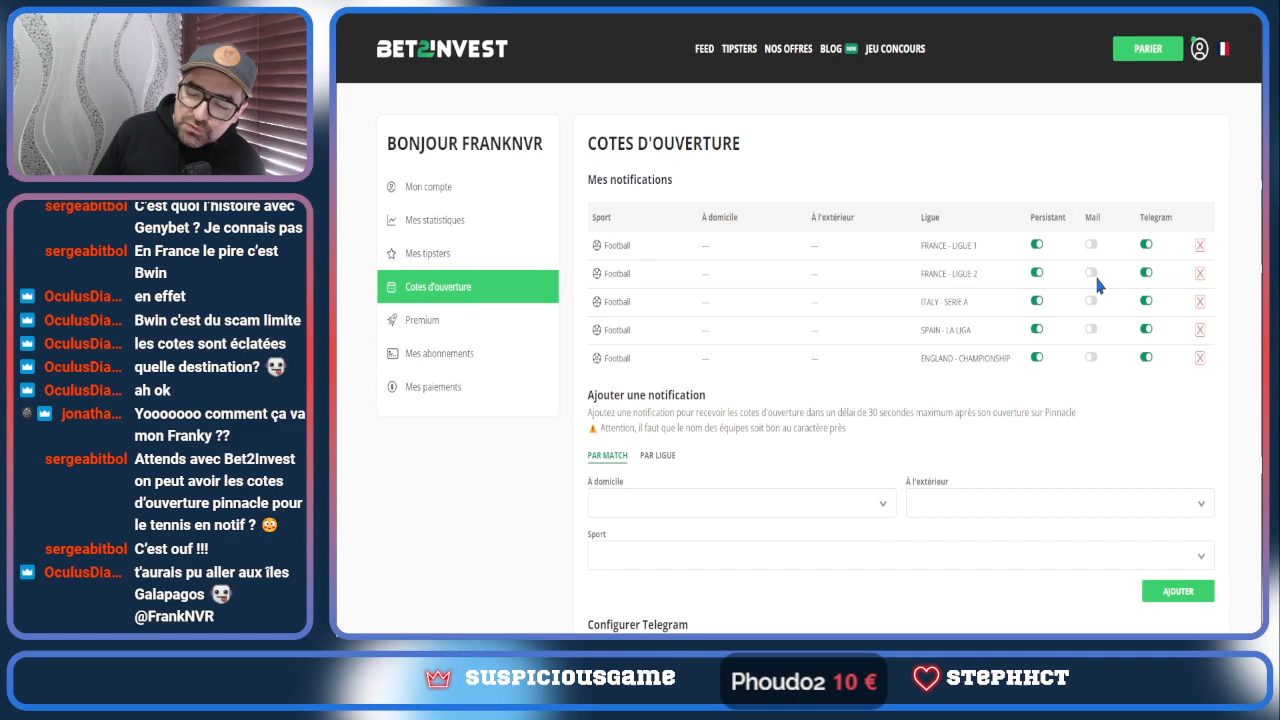 BET2INVEST
FEED TIPSTERS NOS OFFRES BLOG NEW JEU CONCOURS
PARIER
BONJOUR FRANKNVR
Mon compte
Mes statistiques
Mes tipsters
Cotes d'ouverture
Premium
Mes abonnements
Mes paiements
COTES D'OUVERTURE
Mes notifications
Sport À domicile À l'extérieur Ligue Persistant Mail Telegram
Football --- --- FRANCE - LIGUE 1 X
Football --- --- FRANCE - LIGUE 2 X
Football --- --- ITALY - SERIE A X
Football --- --- SPAIN - LA LIGA X
Football --- --- ENGLAND - CHAMPIONSHIP X
Ajouter une notification
Ajoutez une notification pour recevoir les cotes d'ouverture dans un délai de 30 secondes maximum après son ouverture sur Pinnacle
Attention, il faut que le nom des équipes soit bon au caractère près
PAR MATCH PAR LIGUE
À domicile À l'extérieur
Sport
AJOUTER
Configurer Telegram
sergeabitbol C'est quoi l'histoire avec
Genybet ? Je connais pas
sergeabitbol En France le pire c'est
Bwin
OculusDia... en effet
OculusDia... Bwin c'est du scam limite
OculusDia... les cotes sont éclatées
OculusDia... quelle destination?
OculusDia... ah ok
jonatha... Yooooooo comment ça va
mon Franky ??
sergeabitbol Attends avec Bet2Invest
on peut avoir les cotes
d'ouverture pinnacle pour
le tennis en notif ? 😳
sergeabitbol C'est ouf !!!
OculusDia... t'aurais pu aller aux îles
Galapagos
@FrankNVR
SUSPICIOUSGAME
Phoudo2 10 €
STEPHHCT